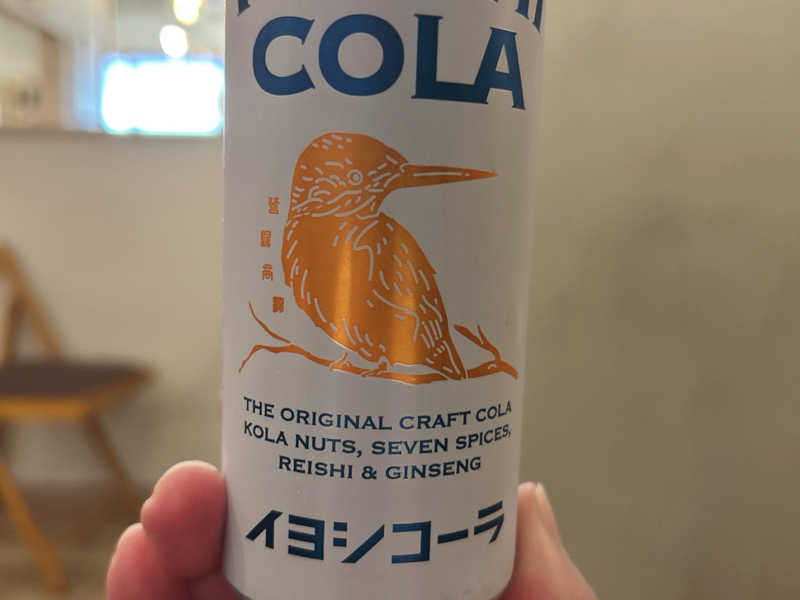 COLA
THE ORIGINAL CRAFT COLA
KOLA NUTS, SEVEN SPICES,
REISHI & GINSENG
イヨシコーラ